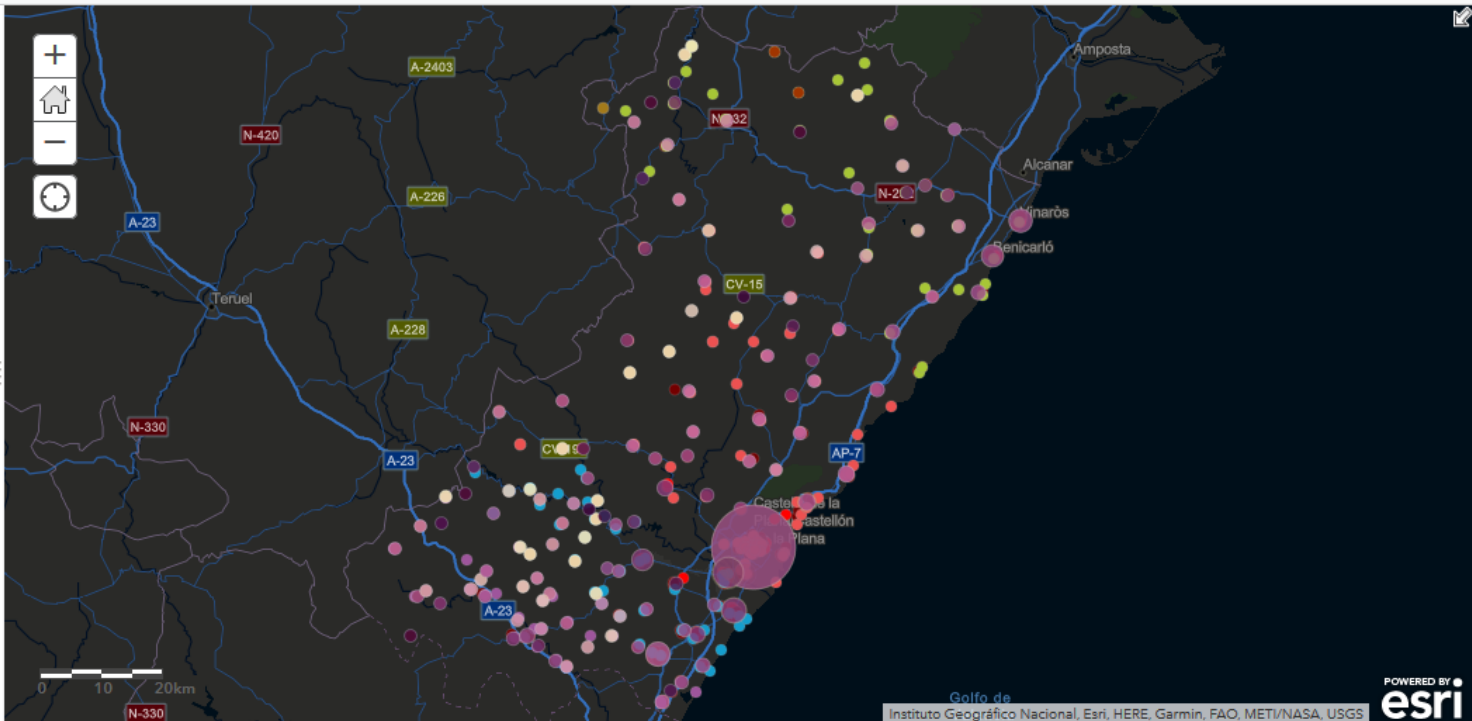 +
−
A-2403
Amposta
N-420
Alcanar
A-226
A-23
Vinaròs
Benicarló
CV-15
Teruel
A-228
N-330
A-23
AP-7
Castellón
la Plana
A-23
0 10 20km
N-330
Golfo de
POWERED BY
esri
Instituto Geográfico Nacional, Esri, HERE, Garmin, FAO, METI/NASA, USGS